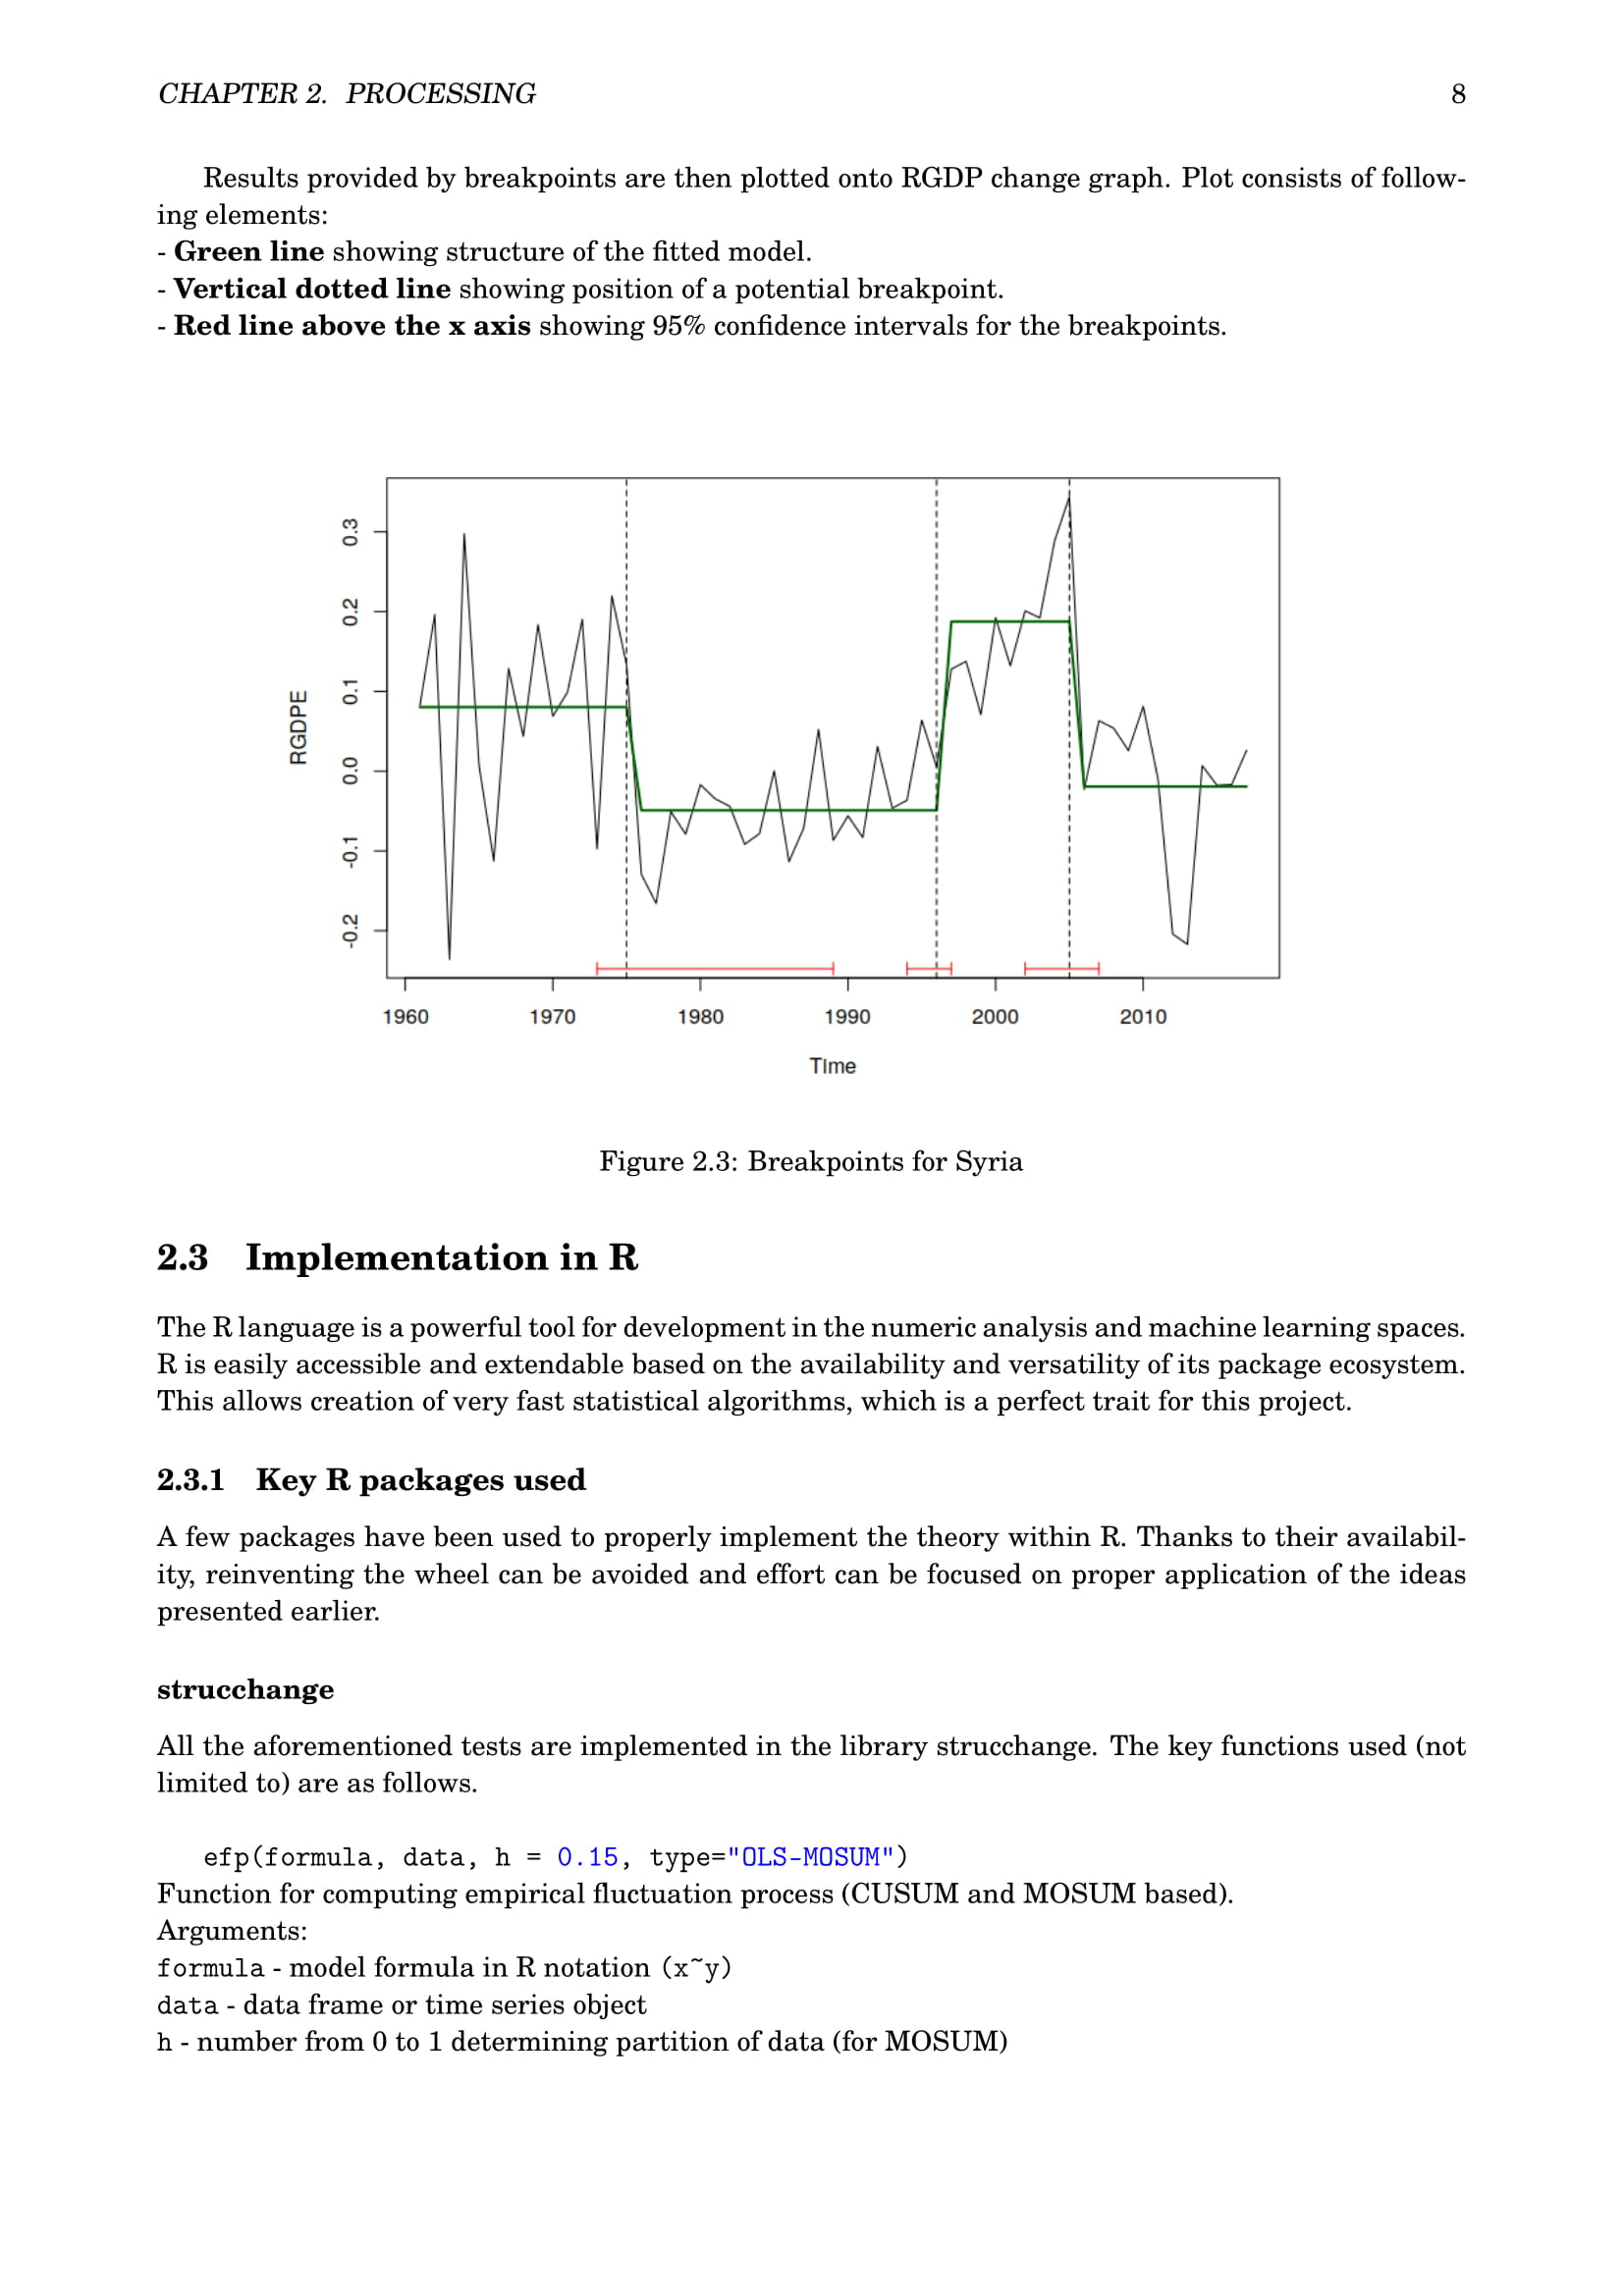 CHAPTER 2. PROCESSING 8
Results provided by breakpoints are then plotted onto RGDP change graph. Plot consists of follow-
ing elements:
- Green line showing structure of the fitted model.
- Vertical dotted line showing position of a potential breakpoint.
- Red line above the x axis showing 95% confidence intervals for the breakpoints.
RGDPE
0.3
0.2
0.1
0.0
-0.1
-0.2
1960 1970 1980 1990 2000 2010
Time
Figure 2.3: Breakpoints for Syria
2.3 Implementation in R
The R language is a powerful tool for development in the numeric analysis and machine learning spaces.
R is easily accessible and extendable based on the availability and versatility of its package ecosystem.
This allows creation of very fast statistical algorithms, which is a perfect trait for this project.
2.3.1 Key R packages used
A few packages have been used to properly implement the theory within R. Thanks to their availabil-
ity, reinventing the wheel can be avoided and effort can be focused on proper application of the ideas
presented earlier.
strucchange
All the aforementioned tests are implemented in the library strucchange. The key functions used (not
limited to) are as follows.
efp(formula, data, h = 0.15, type="OLS-MOSUM")
Function for computing empirical fluctuation process (CUSUM and MOSUM based).
Arguments:
formula - model formula in R notation (x~y)
data - data frame or time series object
h - number from 0 to 1 determining partition of data (for MOSUM)